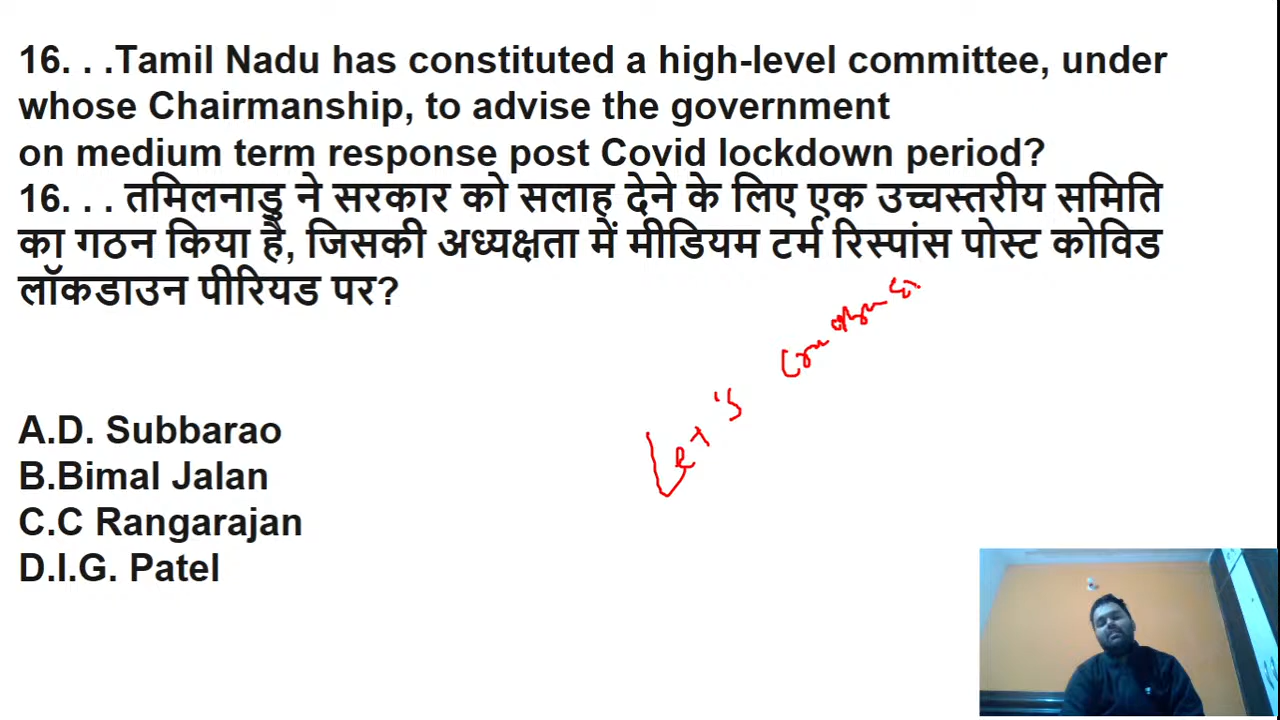 16. . .Tamil Nadu has constituted a high-level committee, under
whose Chairmanship, to advise the government
on medium term response post Covid lockdown period?
16. . . तमिलनाडु ने सरकार को सलाह देने के लिए एक उच्चस्तरीय समिति
का गठन किया है, जिसकी अध्यक्षता में मीडियम टर्म रिस्पांस पोस्ट कोविड
लॉकडाउन पीरियड पर?
Let's
A.D. Subbarao
B.Bimal Jalan
C.C Rangarajan
D.I.G. Patel